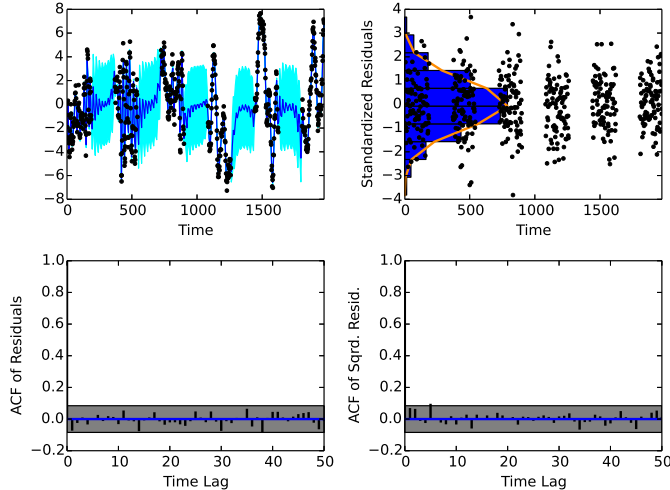 8
6
4
2
0
−2
−4
−6
−8
0 500 1000 1500
Time
Standardized Residuals
4
3
2
1
0
−1
−2
−3
−4
0 500 1000 1500
Time
ACF of Residuals
1.0
0.8
0.6
0.4
0.2
0.0
−0.2
0 10 20 30 40 50
Time Lag
ACF of Sqrd. Resid.
1.0
0.8
0.6
0.4
0.2
0.0
−0.2
0 10 20 30 40 50
Time Lag